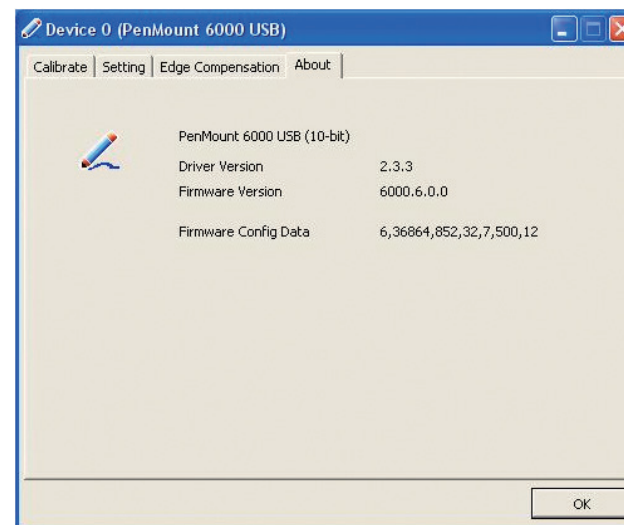 Device 0 (PenMount 6000 USB)
Calibrate Setting Edge Compensation About
PenMount 6000 USB (10-bit)
Driver Version 2.3.3
Firmware Version 6000.6.0.0
Firmware Config Data 6,36864,852,32,7,500,12
OK